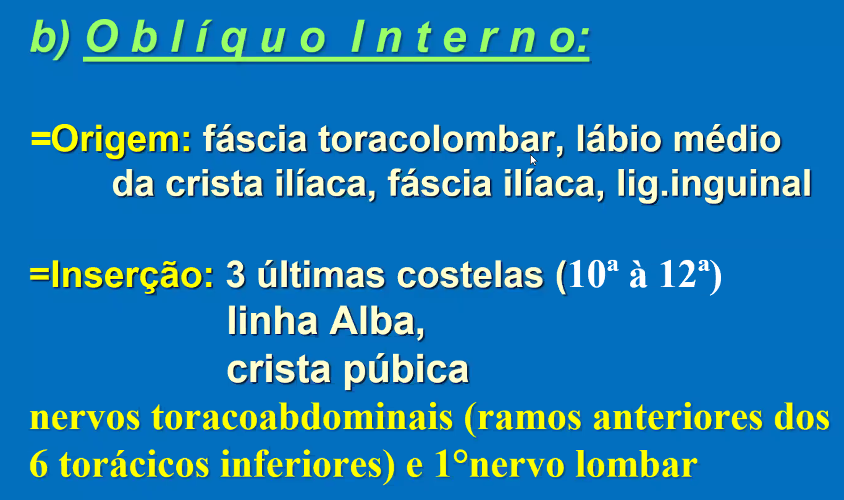 b) O b l í q u o I n t e r n o:
=Origem: fáscia toracolombar, lábio médio
da crista ilíaca, fáscia ilíaca, lig.inguinal
=Inserção: 3 últimas costelas (10ª à 12ª)
linha Alba,
crista púbica
nervos toracoabdominais (ramos anteriores dos
6 torácicos inferiores) e 1°nervo lombar